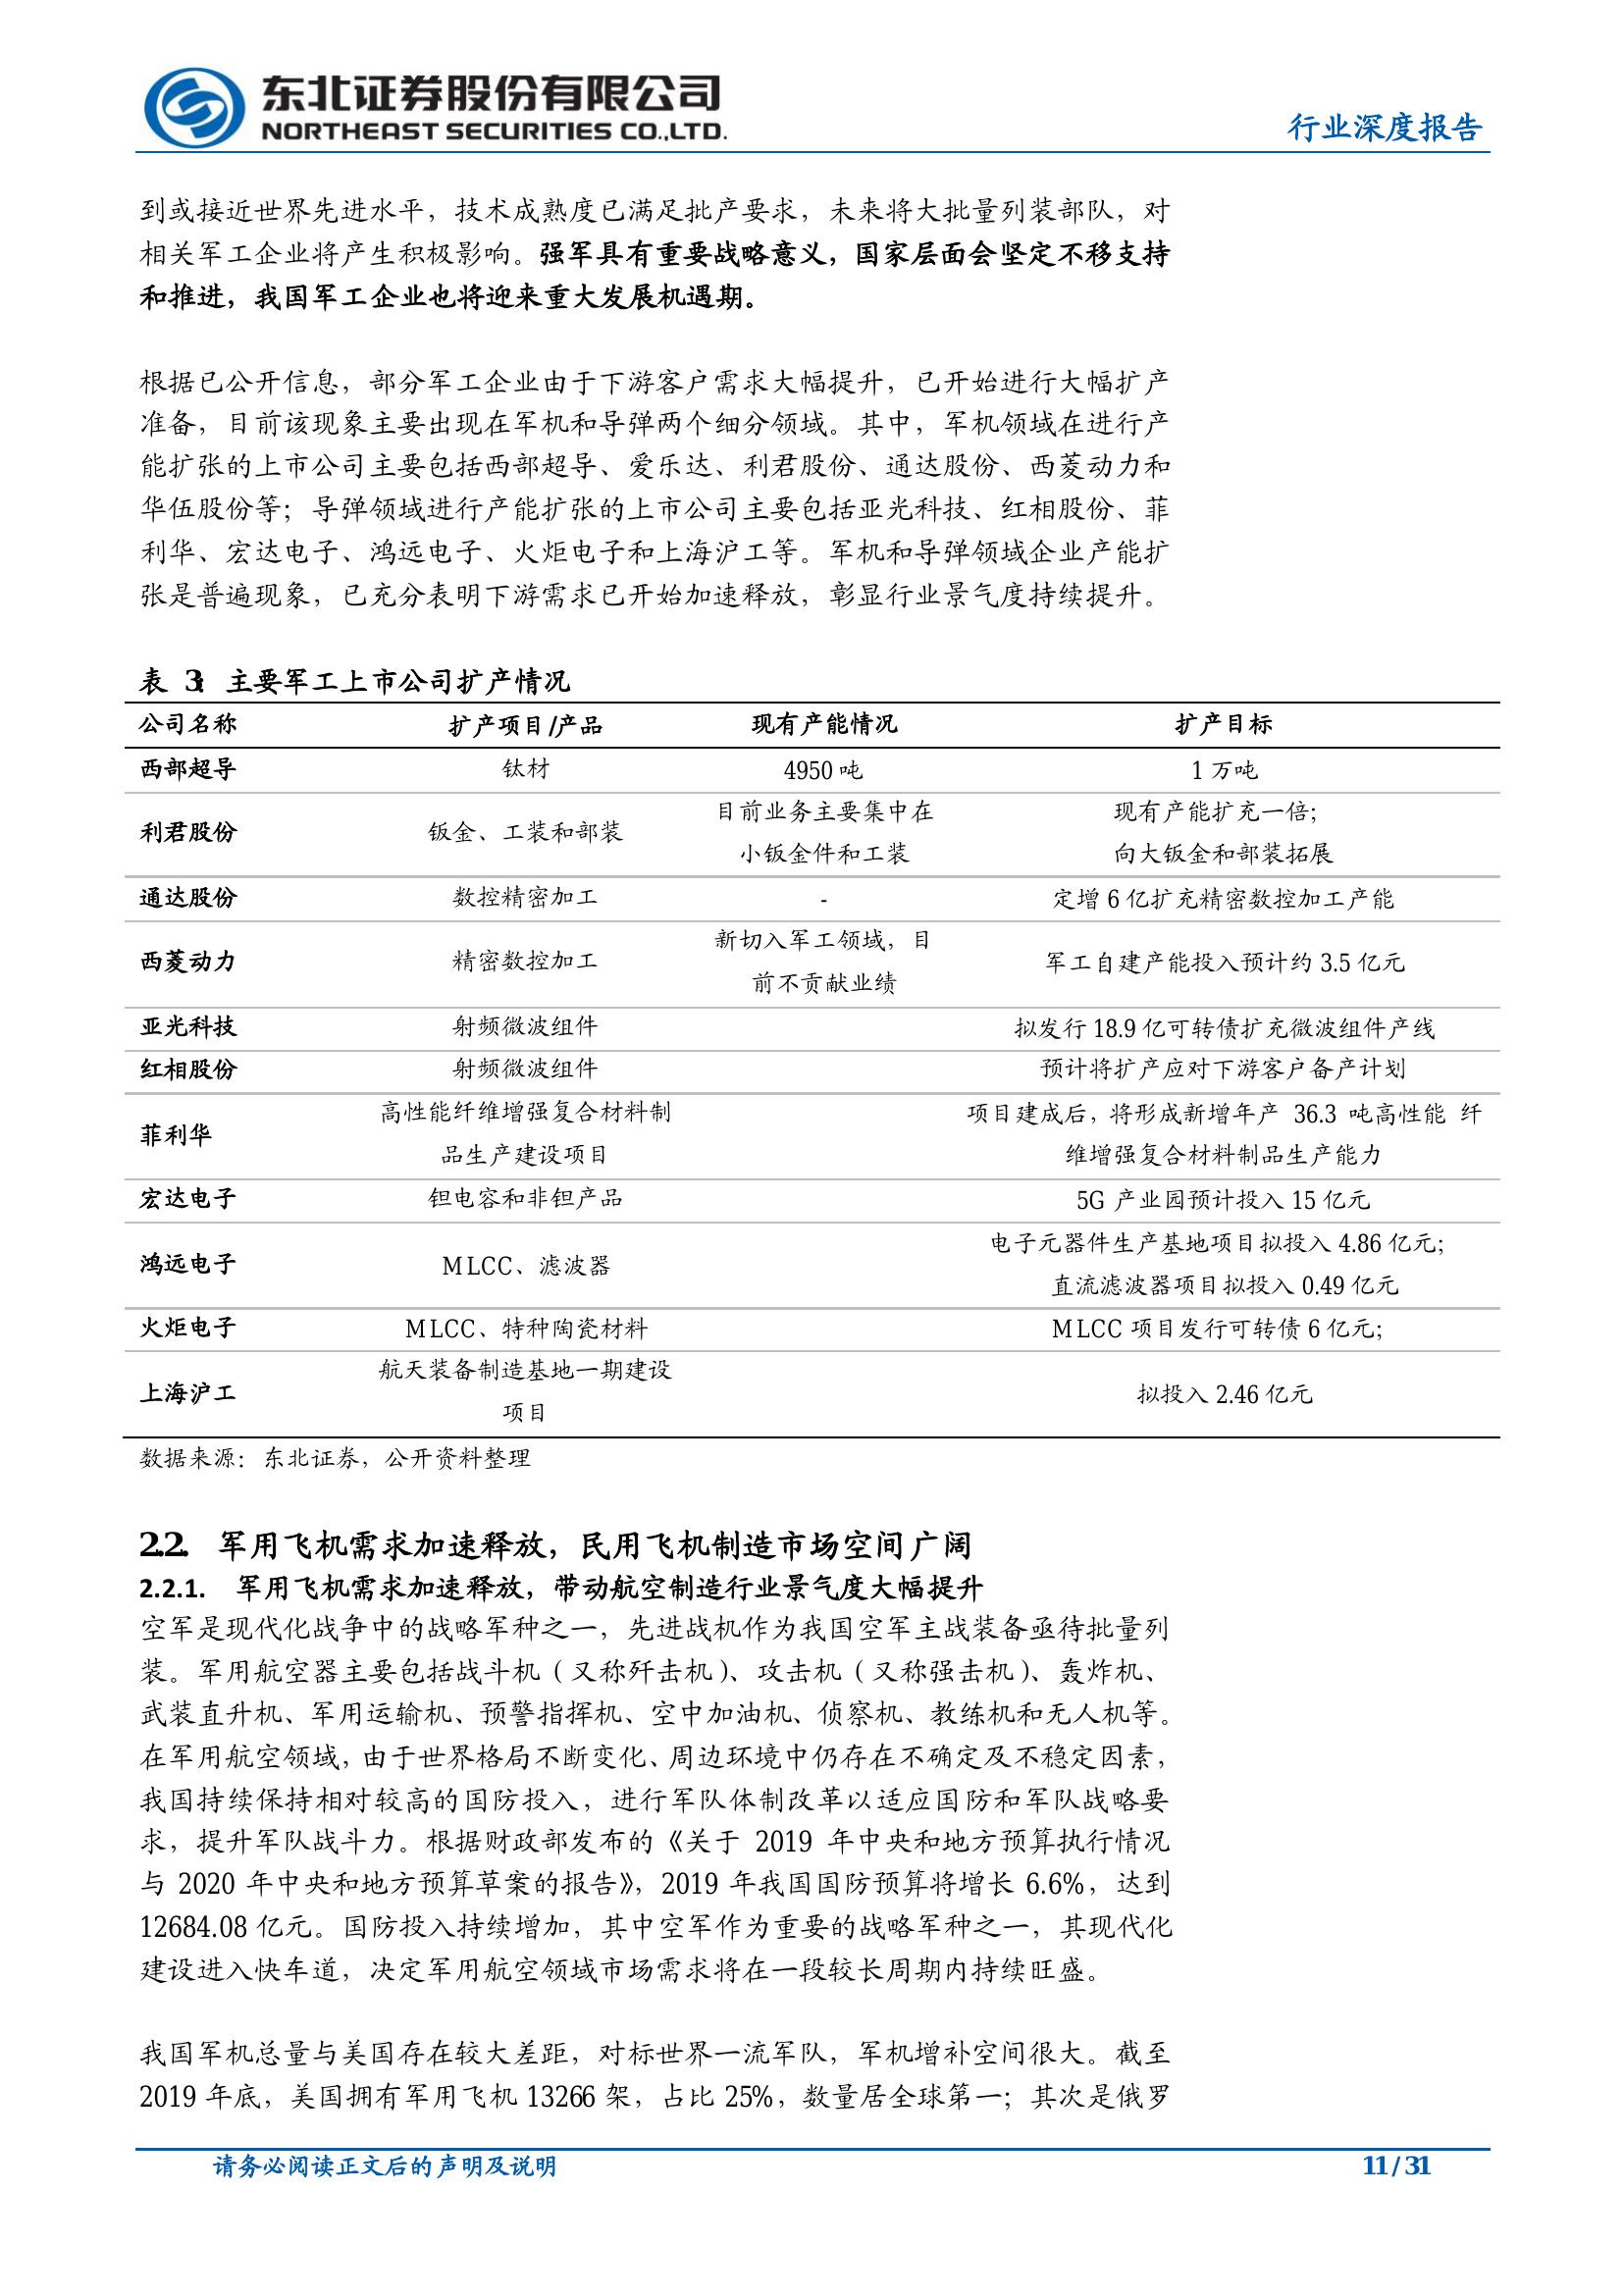 东北证券股份有限公司
NORTHEAST SECURITIES CO.,LTD.
行业深度报告
到或接近世界先进水平，技术成熟度已满足批产要求，未来将大批量列装部队，对
相关军工企业将产生积极影响。强军具有重要战略意义，国家层面会坚定不移支持
和推进，我国军工企业也将迎来重大发展机遇期。
根据已公开信息，部分军工企业由于下游客户需求大幅提升，已开始进行大幅扩产
准备，目前该现象主要出现在军机和导弹两个细分领域。其中，军机领域在进行产
能扩张的上市公司主要包括西部超导、爱乐达、利君股份、通达股份、西菱动力和
华伍股份等；导弹领域进行产能扩张的上市公司主要包括亚光科技、红相股份、菲
利华、宏达电子、鸿远电子、火炬电子和上海沪工等。军机和导弹领域企业产能扩
张是普遍现象，已充分表明下游需求已开始加速释放，彰显行业景气度持续提升。
表 3：主要军工上市公司扩产情况
公司名称 扩产项目/产品 现有产能情况 扩产目标
西部超导 钛材 4950 吨 1 万吨
利君股份 钣金、工装和部装 目前业务主要集中在 现有产能扩充一倍；
小钣金件和工装 向大钣金和部装拓展
通达股份 数控精密加工 - 定增 6 亿扩充精密数控加工产能
西菱动力 精密数控加工 新切入军工领域，目 军工自建产能投入预计约 3.5 亿元
前不贡献业绩
亚光科技 射频微波组件 拟发行 18.9 亿可转债扩充微波组件产线
红相股份 射频微波组件 预计将扩产应对下游客户备产计划
菲利华 高性能纤维增强复合材料制 项目建成后，将形成新增年产 36.3 吨高性能 纤
品生产建设项目 维增强复合材料制品生产能力
宏达电子 钽电容和非钽产品 5G 产业园预计投入 15 亿元
鸿远电子 MLCC、滤波器 电子元器件生产基地项目拟投入 4.86 亿元；
直流滤波器项目拟投入 0.49 亿元
火炬电子 MLCC、特种陶瓷材料 MLCC 项目发行可转债 6 亿元；
上海沪工 航天装备制造基地一期建设 拟投入 2.46 亿元
项目
数据来源：东北证券，公开资料整理
2.2. 军用飞机需求加速释放，民用飞机制造市场空间广阔
2.2.1. 军用飞机需求加速释放，带动航空制造行业景气度大幅提升
空军是现代化战争中的战略军种之一，先进战机作为我国空军主战装备亟待批量列
装。军用航空器主要包括战斗机（又称歼击机）、攻击机（又称强击机）、轰炸机、
武装直升机、军用运输机、预警指挥机、空中加油机、侦察机、教练机和无人机等。
在军用航空领域，由于世界格局不断变化、周边环境中仍存在不确定及不稳定因素，
我国持续保持相对较高的国防投入，进行军队体制改革以适应国防和军队战略要
求，提升军队战斗力。根据财政部发布的《关于 2019 年中央和地方预算执行情况
与 2020 年中央和地方预算草案的报告》，2019 年我国国防预算将增长 6.6%，达到
12684.08 亿元。国防投入持续增加，其中空军作为重要的战略军种之一，其现代化
建设进入快车道，决定军用航空领域市场需求将在一段较长周期内持续旺盛。
我国军机总量与美国存在较大差距，对标世界一流军队，军机增补空间很大。截至
2019 年底，美国拥有军用飞机 13266 架，占比 25%，数量居全球第一；其次是俄罗
请务必阅读正文后的声明及说明
11 / 31